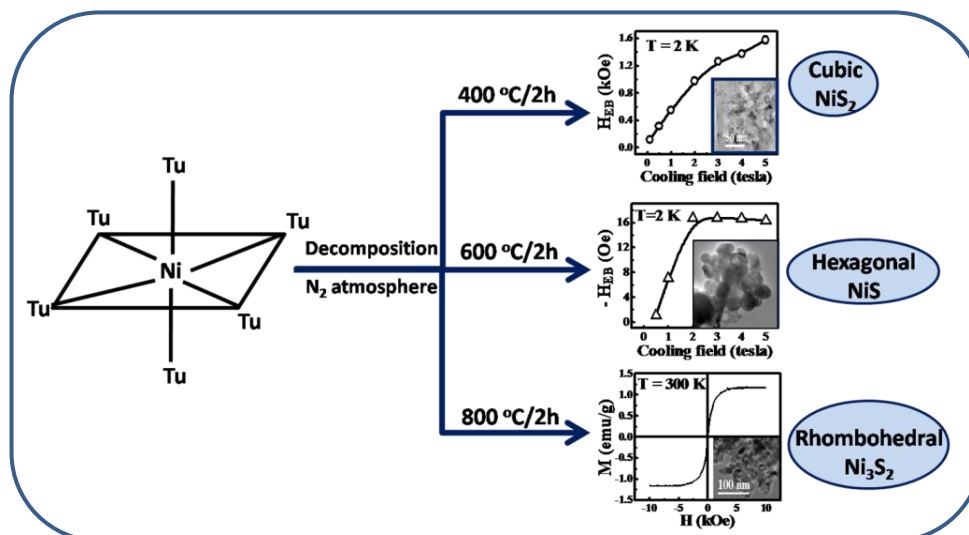 Tu
Tu
Tu
Ni
Tu
Tu
Tu
Decomposition
N₂ atmosphere
400 ºC/2h
600 ºC/2h
800 ºC/2h
T = 2 K
H_EB (kOe)
1.6
1.2
0.8
0.4
0.0
0 1 2 3 4 5
Cooling field (tesla)
Cubic
NiS₂
T=2 K
- H_EB (Oe)
16
12
8
4
0
0 1 2 3 4 5
Cooling field (tesla)
Hexagonal
NiS
T = 300 K
M (emu/g)
1.5
1.0
0.5
0.0
-0.5
-1.0
-1.5
100 nm
-10 -5 0 5 10
H (kOe)
Rhombohedral
Ni₃S₂